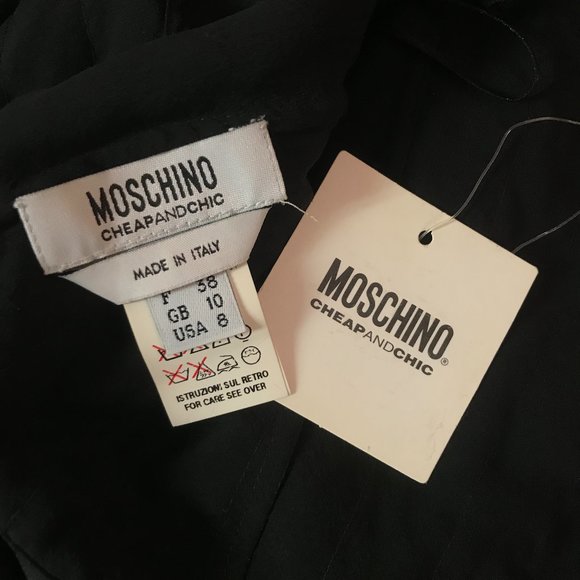 MOSCHINO
CHEAPANDCHIC
MADE IN ITALY
F 38
GB 10
USA 8
ISTRUZIONI SUL RETRO
FOR CARE SEE OVER
MOSCHINO®
CHEAPANDCHIC